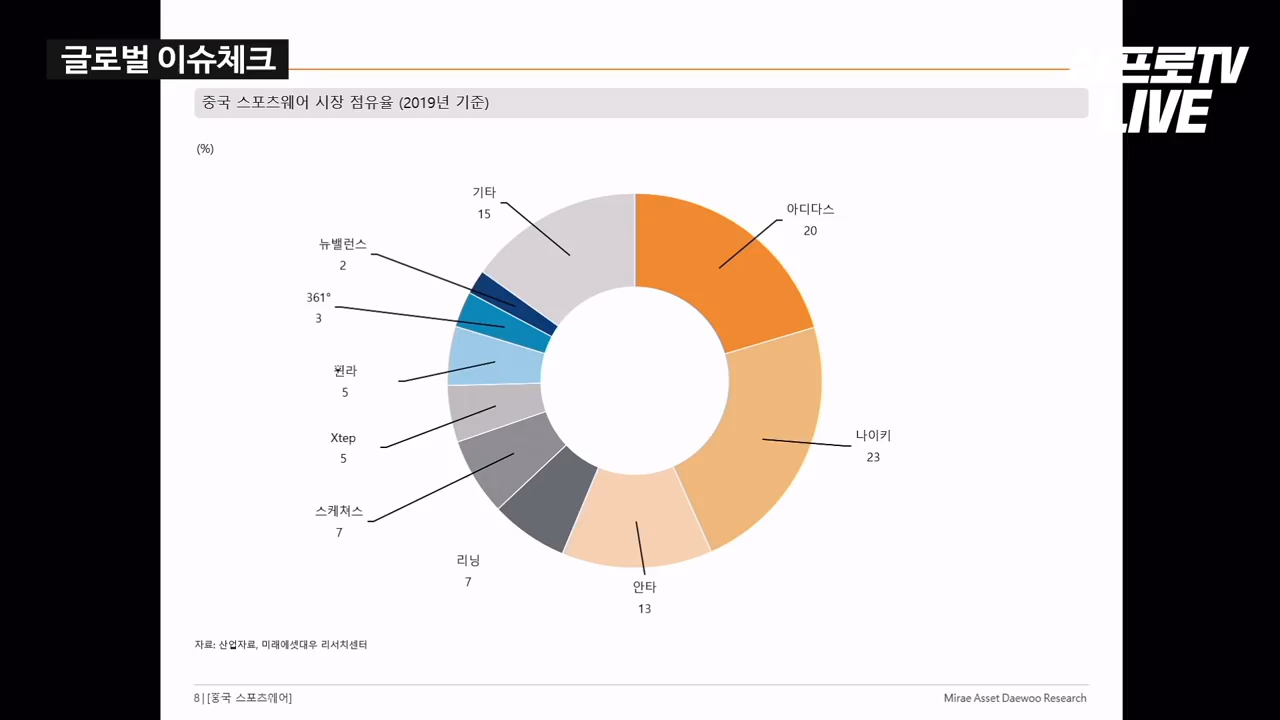 글로벌 이슈체크
프로TV
LIVE
중국 스포츠웨어 시장 점유율 (2019년 기준)
(%)
기타
15
아디다스
20
뉴밸런스
2
361°
3
휠라
5
나이키
23
Xtep
5
스케쳐스
7
리닝
7
안타
13
자료: 산업자료, 미래에셋대우 리서치센터
8 | [중국 스포츠웨어]
Mirae Asset Daewoo Research